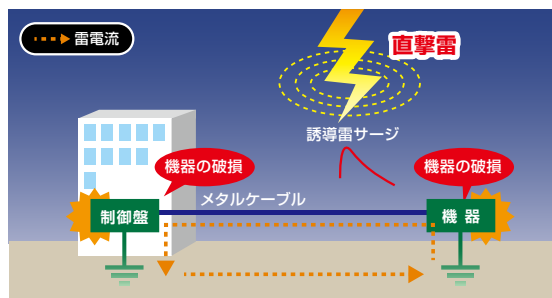 雷電流
直撃雷
誘導雷サージ
機器の破損
機器の破損
メタルケーブル
制御盤
機 器